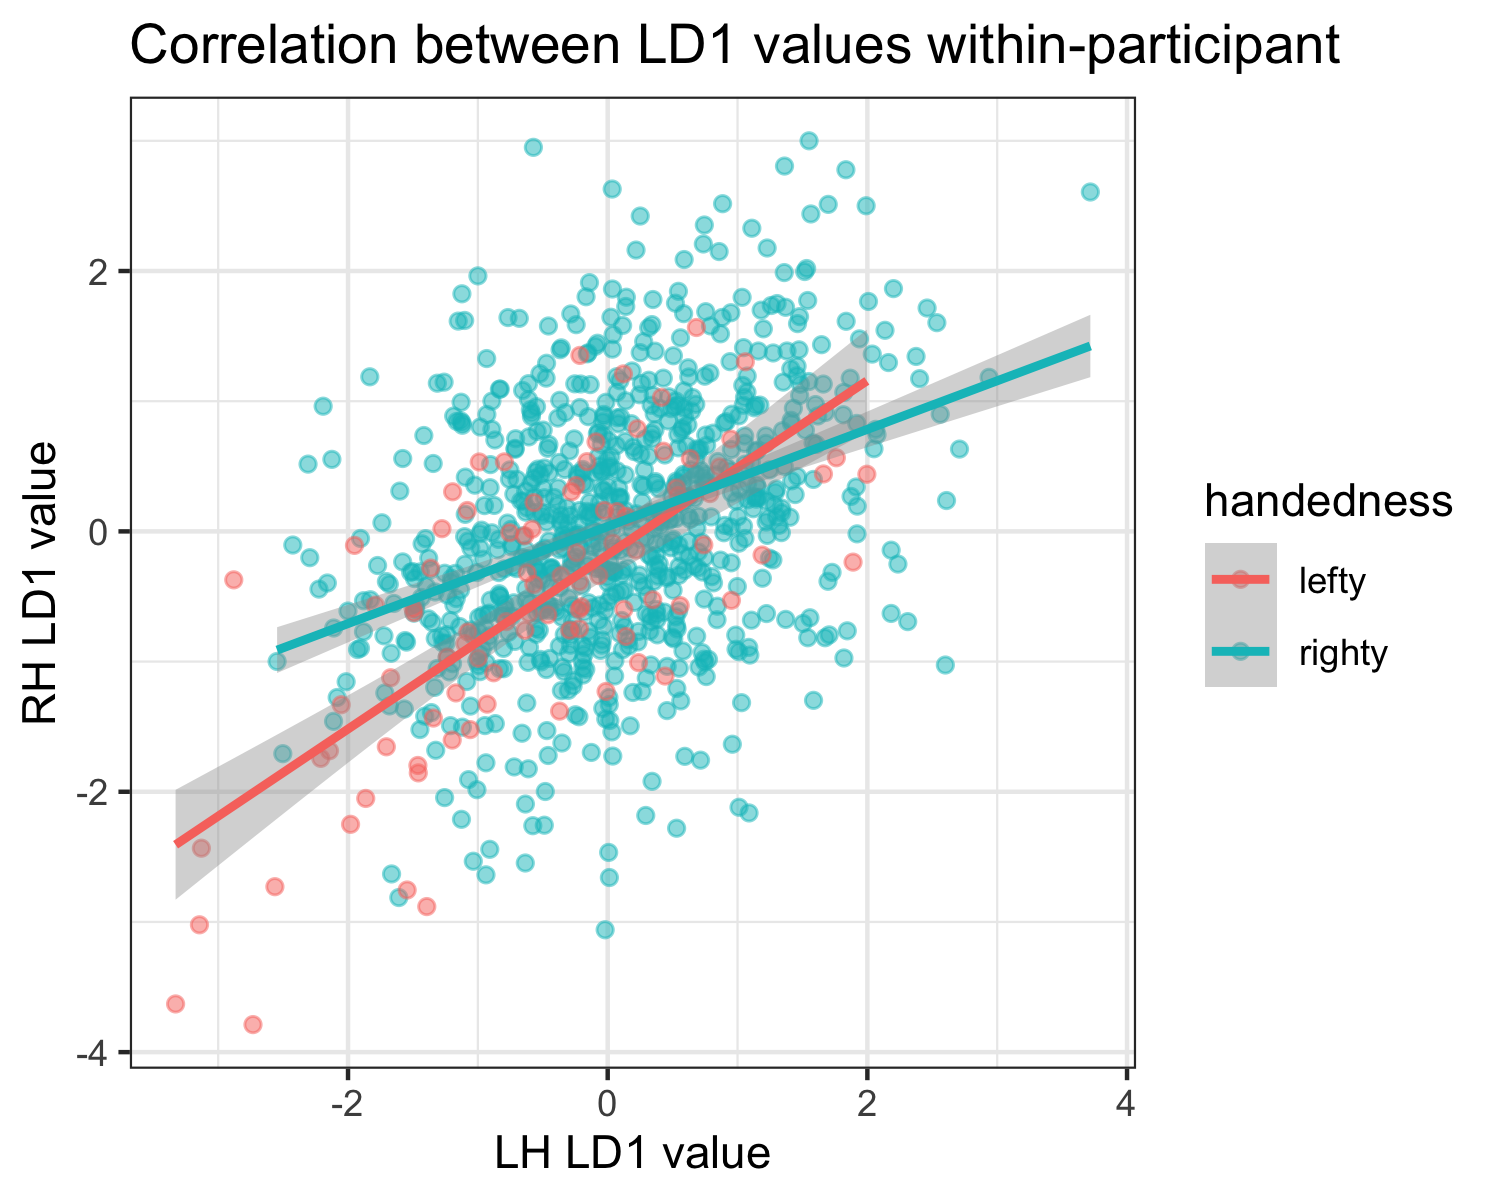 Correlation between LD1 values within-participant
RH LD1 value
2
0
-2
-4
-2 0 2 4
LH LD1 value
handedness
lefty
righty